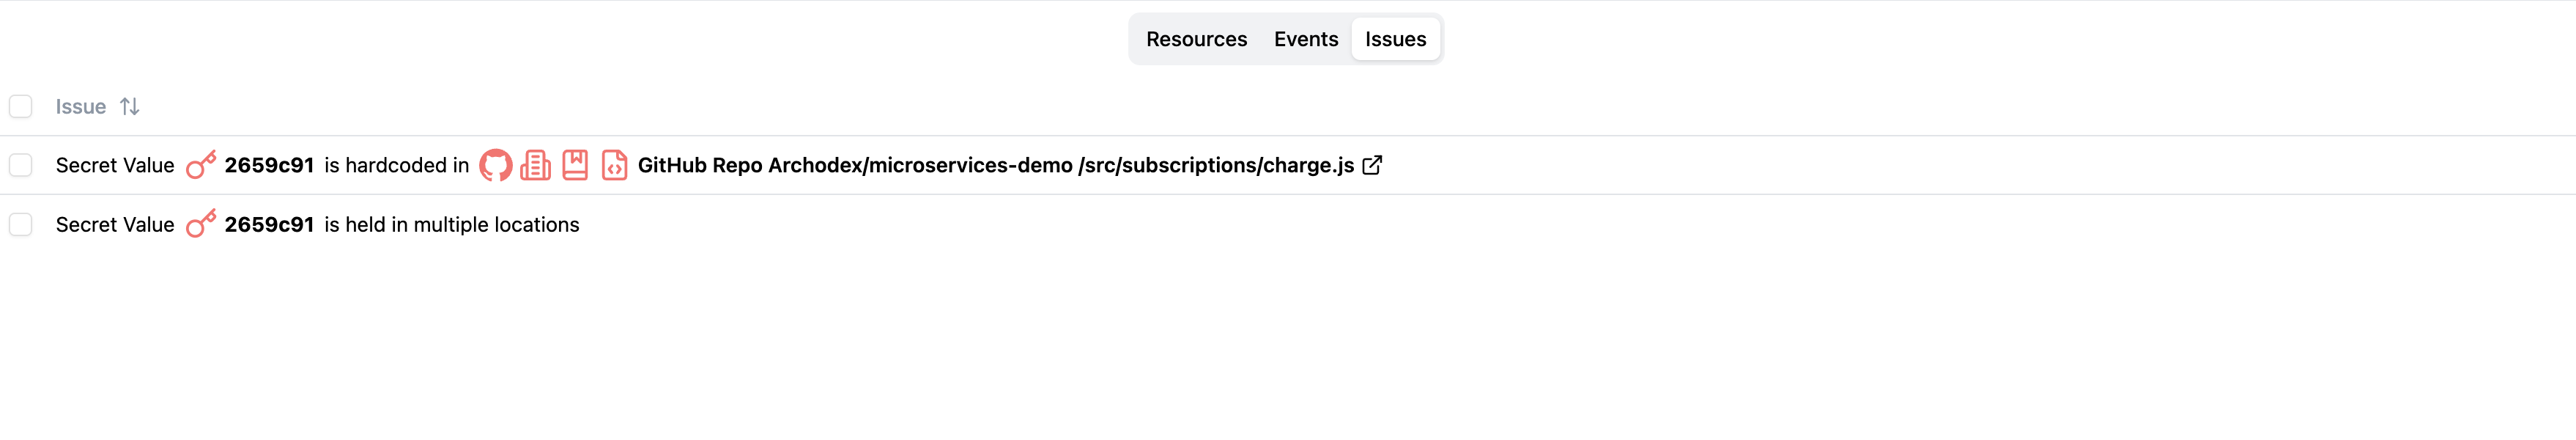 Resources Events Issues
Issue
Secret Value 2659c91 is hardcoded in GitHub Repo Archodex/microservices-demo /src/subscriptions/charge.js
Secret Value 2659c91 is held in multiple locations